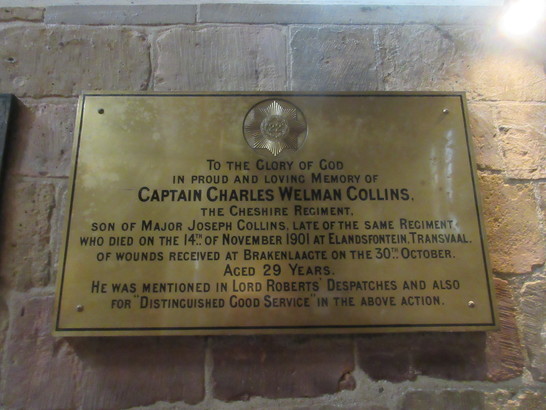 To the Glory of God
in proud and loving Memory of
Captain Charles Welman Collins,
The Cheshire Regiment,
son of Major Joseph Collins, late of the same Regiment,
who died on the 14th of November 1901 at Elandsfontein, Transvaal.
of wounds received at Brakenlaagte on the 30th October.
Aged 29 Years.
He was mentioned in Lord Roberts' Despatches and also
for "Distinguished Good Service" in the above action.